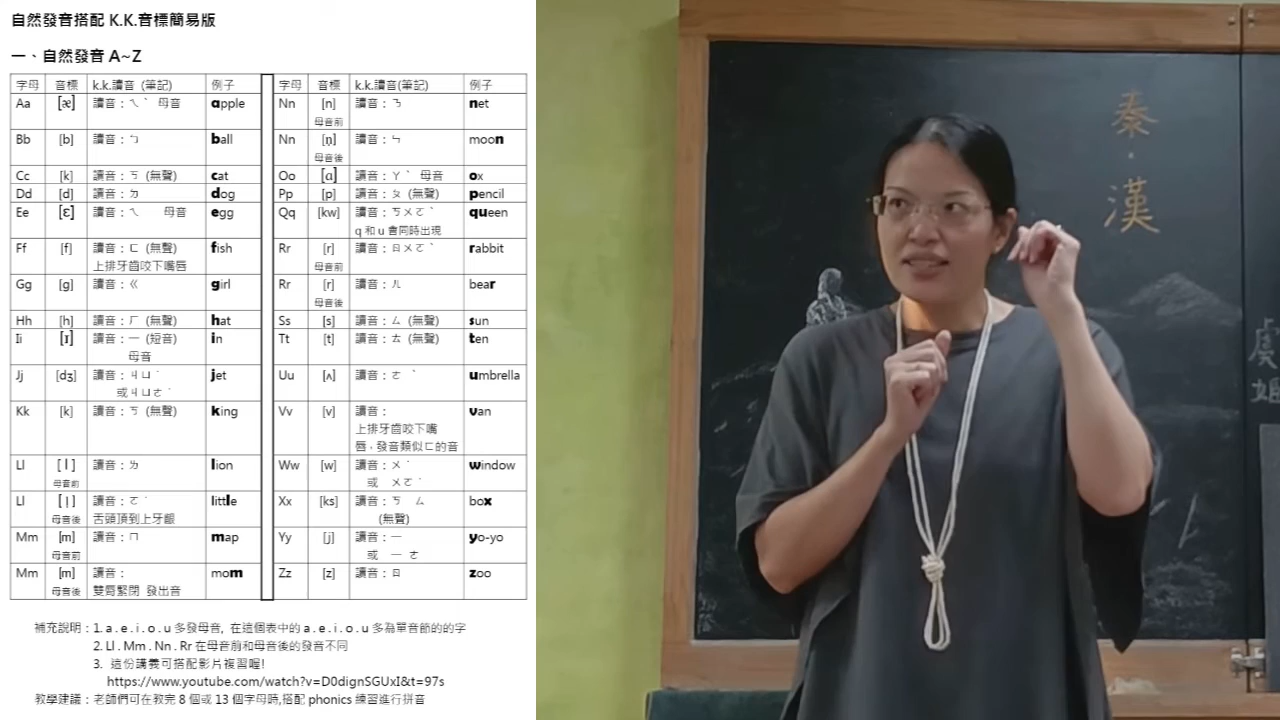 自然發音搭配 K.K.音標簡易版
一、自然發音 A~Z
字母 音標 k.k.讀音 (筆記) 例子
Aa [æ] 讀音：ㄟˋ 母音 apple
Bb [b] 讀音：ㄅ ball
Cc [k] 讀音：ㄎ (無聲) cat
Dd [d] 讀音：ㄉ dog
Ee [ɛ] 讀音：ㄟ 母音 egg
Ff [f] 讀音：ㄈ (無聲) fish
上排牙齒咬下嘴唇
Gg [g] 讀音：ㄍ girl
Hh [h] 讀音：ㄏ (無聲) hat
Ii [ɪ] 讀音：ㄧ (短音) in
母音
Jj [dʒ] 讀音：ㄐㄩˊ jet
或ㄐㄩㄜˊ
Kk [k] 讀音：ㄎ (無聲) king
Ll [l] 讀音：ㄌ lion
母音前
Ll [l] 讀音：ㄛˊ little
母音後 舌頭頂到上牙齦
Mm [m] 讀音：ㄇ map
母音前
Mm [m] 讀音： mom
母音後 雙脣緊閉 發出音
字母 音標 k.k.讀音(筆記) 例子
Nn [n] 讀音：ㄋ net
母音前
Nn [n̩] 讀音：ㄣ moon
母音後
Oo [ɑ] 讀音：ㄚˋ 母音 ox
Pp [p] 讀音：ㄆ (無聲) pencil
Qq [kw] 讀音：ㄎㄨㄛˋ queen
q 和 u 會同時出現
Rr [r] 讀音：ㄖㄨㄛˋ rabbit
母音前
Rr [r] 讀音：ㄦ bear
母音後
Ss [s] 讀音：ㄙ (無聲) sun
Tt [t] 讀音：ㄊ (無聲) ten
Uu [ʌ] 讀音：ㄜˋ umbrella
Vv [v] 讀音： van
上排牙齒咬下嘴
唇，發音類似ㄈ的音
Ww [w] 讀音：ㄨˊ window
或 ㄨㄛˊ
Xx [ks] 讀音：ㄎ ㄙ box
(無聲)
Yy [j] 讀音：ㄧ yo-yo
或 ㄧ ㄜ
Zz [z] 讀音：ㄖ zoo
補充說明：1. a . e . i . o . u 多發母音, 在這個表中的 a . e . i . o . u 多為單音節的的字
2. Ll . Mm . Nn . Rr 在母音前和母音後的發音不同
3. 這份講義可搭配影片複習喔!
https://www.youtube.com/watch?v=D0dignSGUxI&t=97s
教學建議：老師們可在教完 8 個或 13 個字母時,搭配 phonics 練習進行拼音
秦·漢
虞
姬